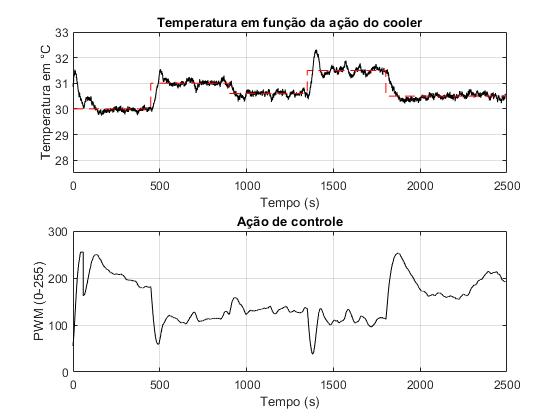 Temperatura em função da ação do cooler
33
32
31
30
29
28
Temperatura em °C
0 500 1000 1500 2000 2500
Tempo (s)
Ação de controle
300
200
100
0
PWM (0-255)
0 500 1000 1500 2000 2500
Tempo (s)